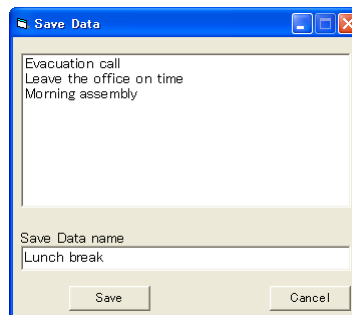 Save Data
Evacuation call
Leave the office on time
Morning assembly
Save Data name
Lunch break
Save
Cancel